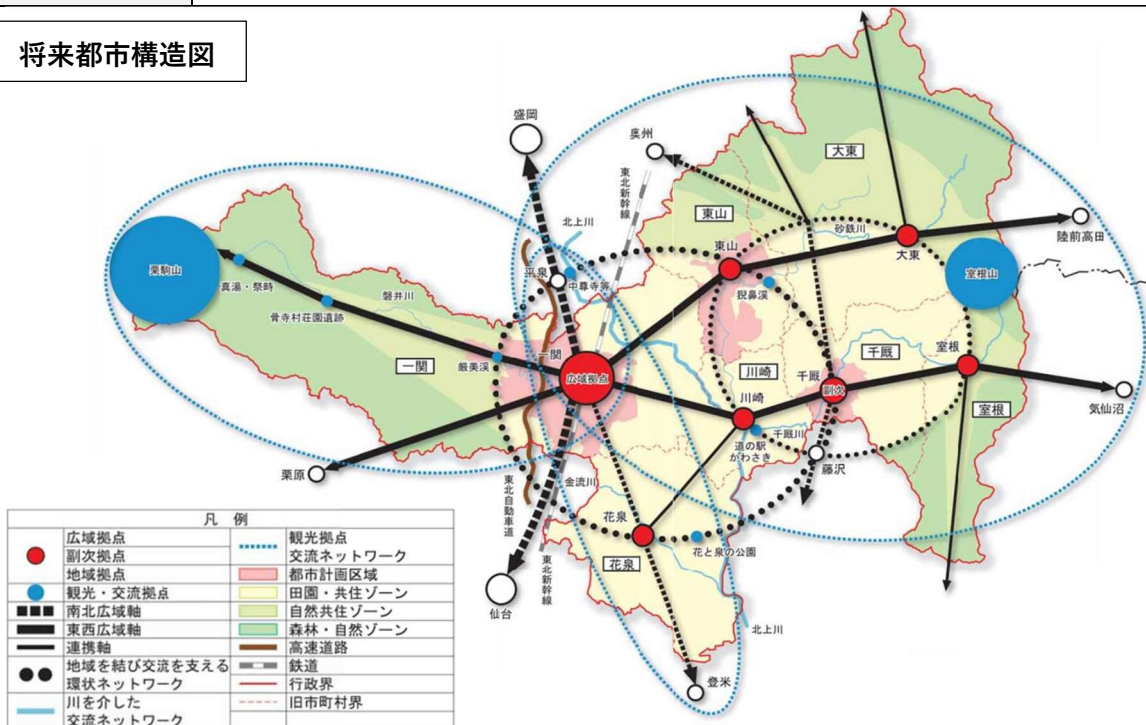 将来都市構造図
盛岡
奥州
東北新幹線
大東
東山
北上川
砂鉄川
東山
大東
陸前高田
平泉
中尊寺等
猊鼻溪
室根山
栗駒山
真湯・祭畤
骨寺村荘園遺跡
磐井川
厳美溪
一関
一関
広域拠点
川崎
川崎
千厩
千厩
副次
室根
室根
気仙沼
千厩川
道の駅
かわさき
藤沢
栗原
東北自動車道
金流川
花泉
花泉
花と泉の公園
東北新幹線
仙台
北上川
登米
凡 例
広域拠点
副次拠点
地域拠点
観光・交流拠点
南北広域軸
東西広域軸
連携軸
地域を結び交流を支える
環状ネットワーク
川を介した
交流ネットワーク
観光拠点
交流ネットワーク
都市計画区域
田園・共住ゾーン
自然共住ゾーン
森林・自然ゾーン
高速道路
鉄道
行政界
旧市町村界